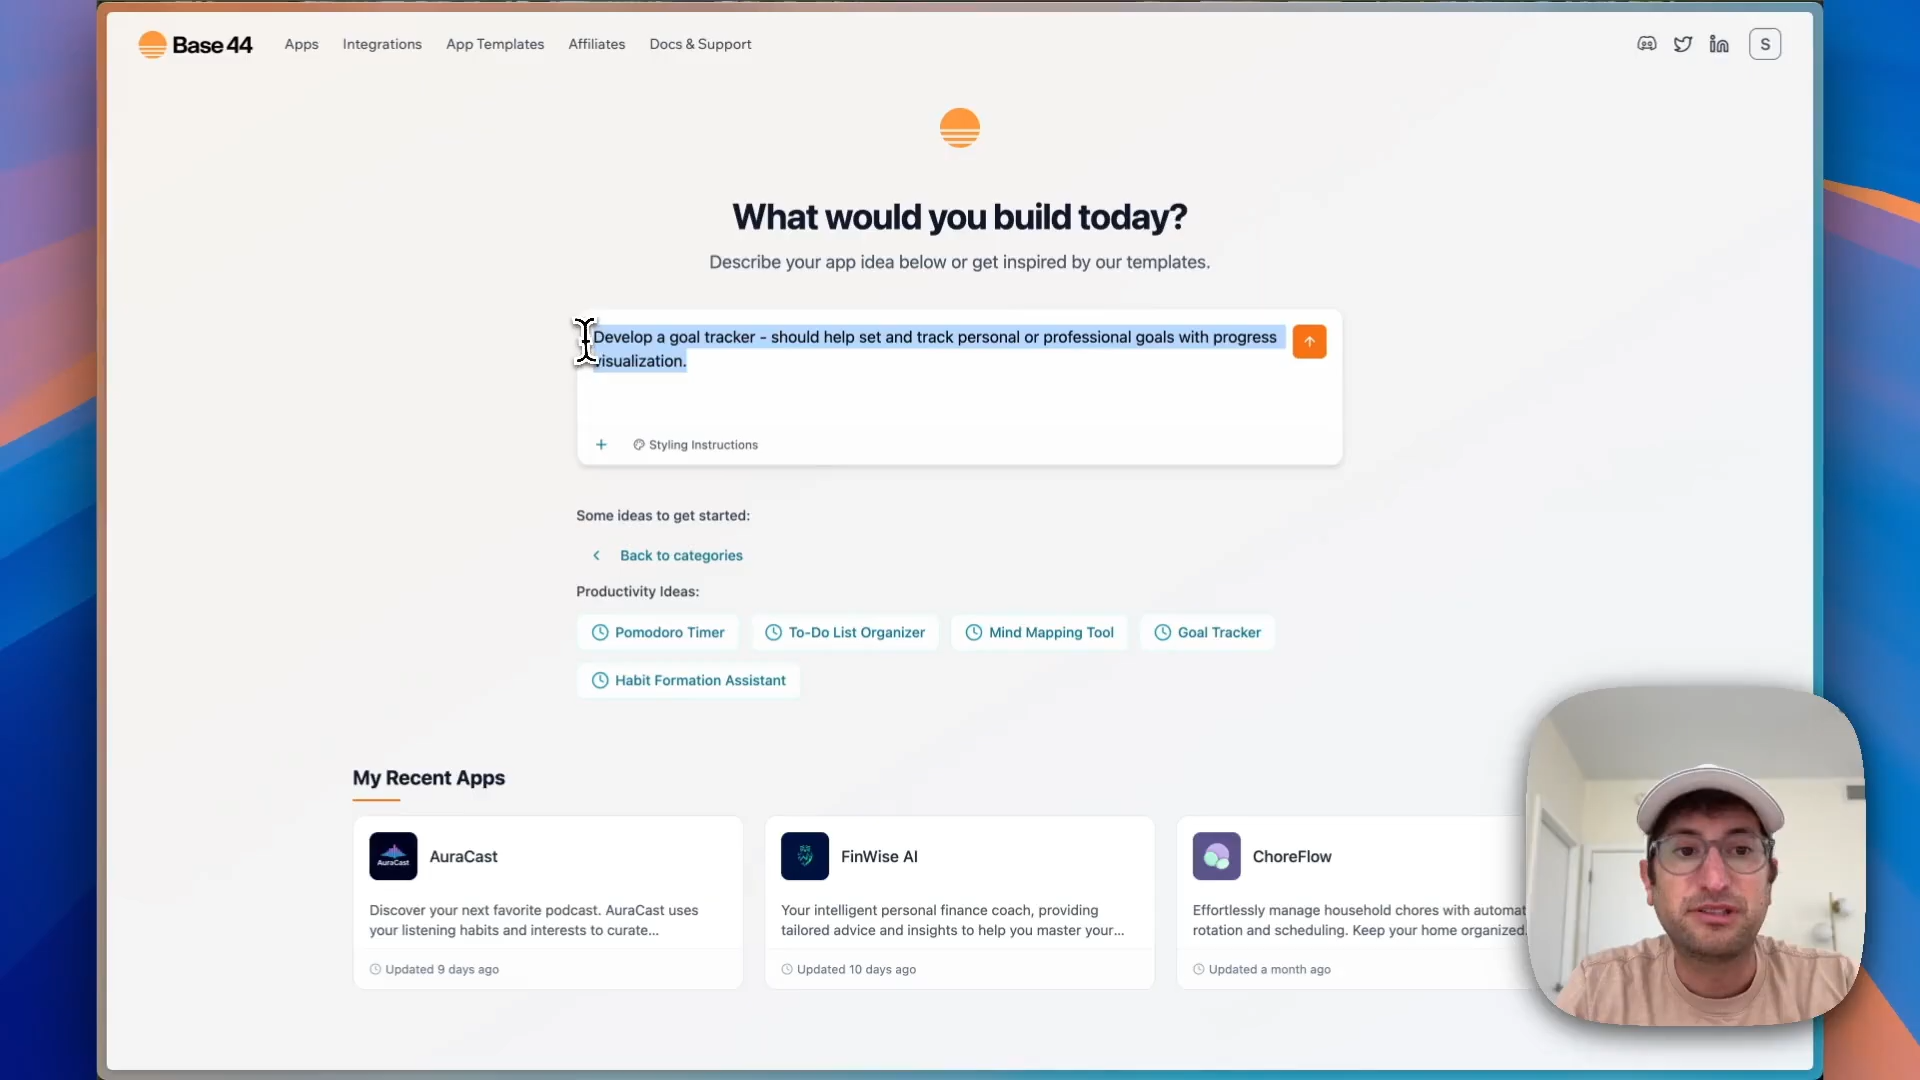 Base 44
Apps
Integrations
App Templates
Affiliates
Docs & Support
S
What would you build today?
Describe your app idea below or get inspired by our templates.
Develop a goal tracker - should help set and track personal or professional goals with progress
visualization.
Styling Instructions
Some ideas to get started:
Back to categories
Productivity Ideas:
Pomodoro Timer
To-Do List Organizer
Mind Mapping Tool
Goal Tracker
Habit Formation Assistant
My Recent Apps
AuraCast
AuraCast
Discover your next favorite podcast. AuraCast uses
your listening habits and interests to curate...
Updated 9 days ago
FinWise AI
Your intelligent personal finance coach, providing
tailored advice and insights to help you master your...
Updated 10 days ago
ChoreFlow
Effortlessly manage household chores with automat
rotation and scheduling. Keep your home organized.
Updated a month ago